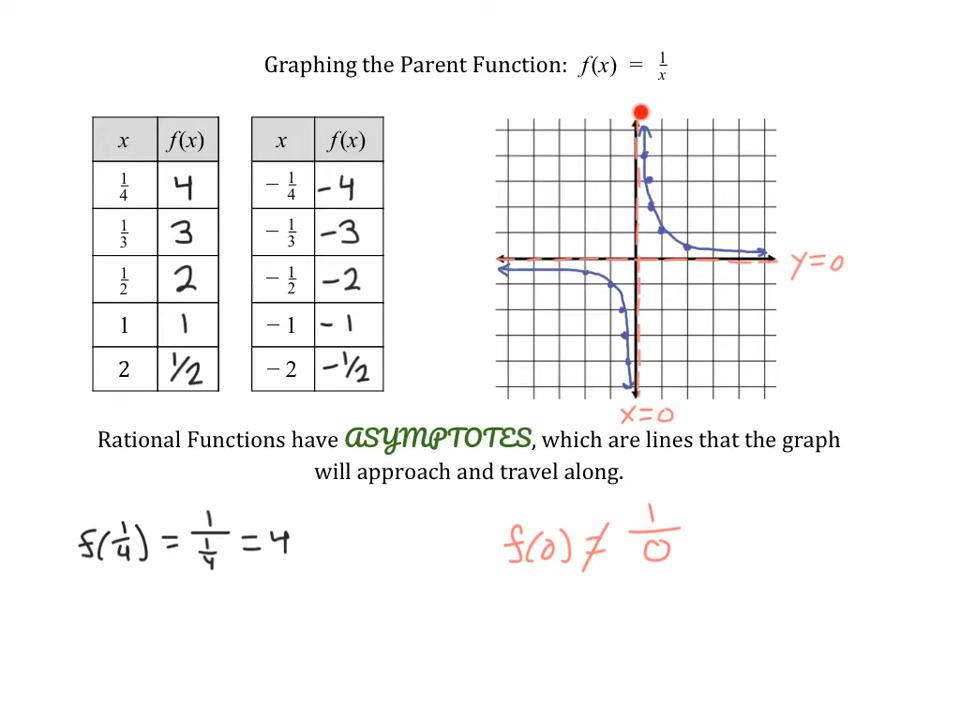 Graphing the Parent Function: f(x) = 1/x
x f(x) x f(x)
1/4 4 − 1/4 −4
1/3 3 − 1/3 −3
1/2 2 − 1/2 −2
1 1 − 1 −1
2 1/2 − 2 −1/2
y=0
x=0
Rational Functions have ASYMPTOTES, which are lines that the graph
will approach and travel along.
f(1/4) = 1/(1/4) = 4 f(0) ≠ 1/0